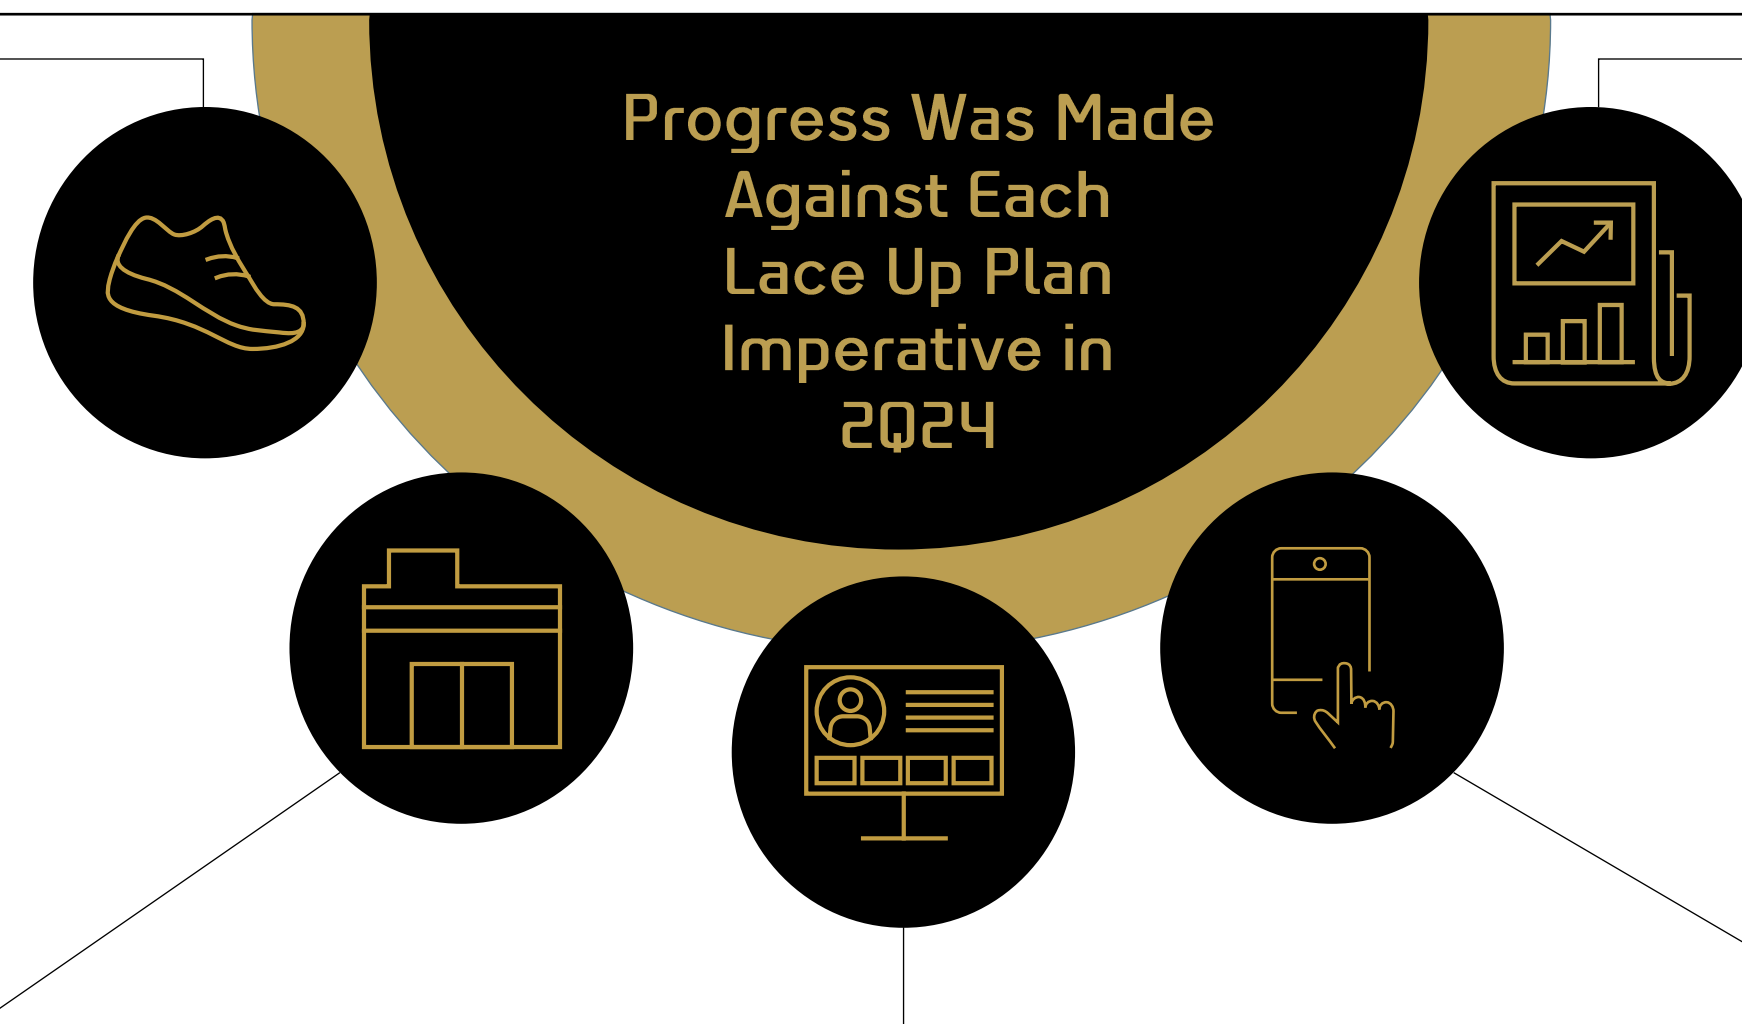 Progress Was Made
Against Each
Lace Up Plan
Imperative in
2Q24